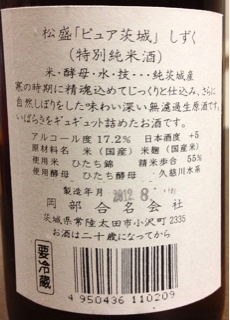 松盛「ピュア茨城」しずく
(特別純米酒)
米・酵母・水・技・・・純茨城産
寒の時期に精魂込めてじっくりと仕込み、さらに
自然しぼりをした味わい深い無濾過生原酒です。
いばらきをギュギュット詰めたお酒です。
アルコール度 17.2% 日本酒度 +5
原材料名 米(国産) 米麹(国産米)
使用米 ひたち錦 精米歩合 55%
使用酵母 ひたち酵母 久慈川水系
製造年月 2012. 8.
岡部合名会社
茨城県常陸太田市小沢町2335
お酒は二十歳になってから
要冷蔵
4 950436 110209